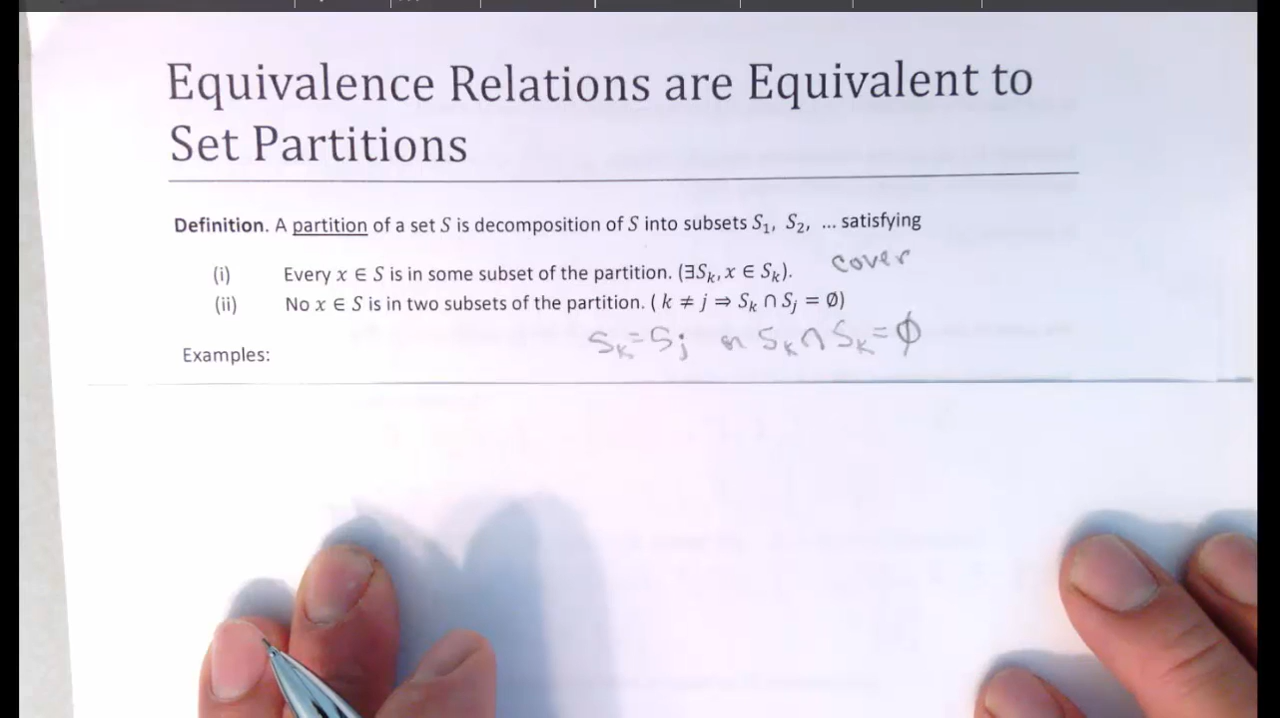 Equivalence Relations are Equivalent to
Set Partitions
Definition. A partition of a set S is decomposition of S into subsets S₁, S₂, ... satisfying
(i) Every x ∈ S is in some subset of the partition. (∃Sₖ, x ∈ Sₖ). cover
(ii) No x ∈ S is in two subsets of the partition. ( k ≠ j ⇒ Sₖ ∩ Sⱼ = ∅)
Sₖ = Sⱼ or Sₖ ∩ Sₖ = ∅
Examples: